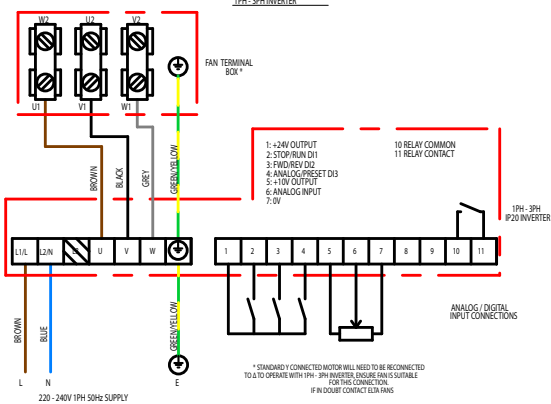 1PH - 3PH INVERTER
W2 U2 V2
FAN TERMINAL
BOX *
U1 V1 W1
BROWN
BLACK
GREY
GREEN/YELLOW
1: +24V OUTPUT
2: STOP/RUN DI1
3: FWD/REV DI2
4: ANALOG/PRESET DI3
5: +10V OUTPUT
6: ANALOG INPUT
7: 0V
10 RELAY COMMON
11 RELAY CONTACT
1PH - 3PH
IP20 INVERTER
L1/L L2/N L3 U V W
1 2 3 4 5 6 7 8 9 10 11
BROWN
BLUE
GREEN/YELLOW
ANALOG / DIGITAL
INPUT CONNECTIONS
L N E
220 - 240V 1PH 50Hz SUPPLY
* STANDARD Y CONNECTED MOTOR WILL NEED TO BE RECONNECTED
TO Δ TO OPERATE WITH 1PH - 3PH INVERTER, ENSURE FAN IS SUITABLE
FOR THIS CONNECTION.
IF IN DOUBT CONTACT ELTA FANS